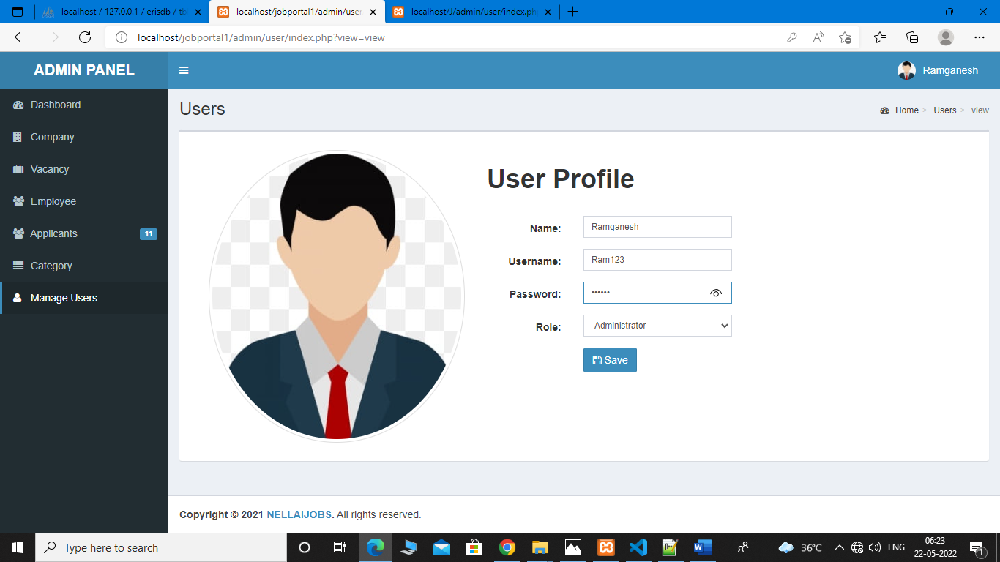 localhost / 127.0.0.1 / erisdb / tb
localhost/jobportal1/admin/user
localhost/J/admin/user/index.ph
localhost/jobportal1/admin/user/index.php?view=view
ADMIN PANEL
Ramganesh
Dashboard
Company
Vacancy
Employee
Applicants 11
Category
Manage Users
Users
Home > Users > view
User Profile
Name: Ramganesh
Username: Ram123
Password: ••••••
Role: Administrator
Save
Copyright © 2021 NELLAIJOBS. All rights reserved.
Type here to search
36°C
ENG
06:23
22-05-2022
1